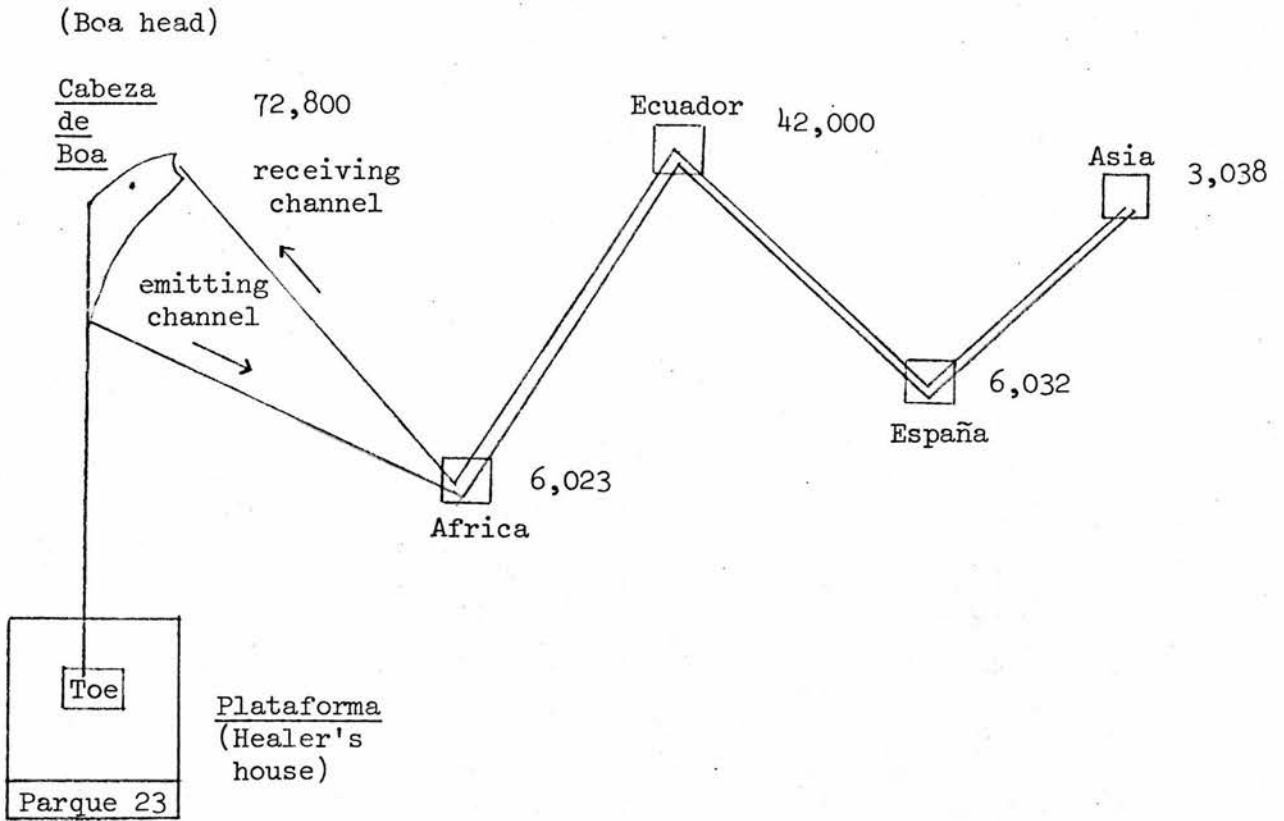 (Boa head)
Cabeza
de
Boa
72,800
receiving
channel
emitting
channel
Ecuador
42,000
Asia
3,038
6,032
España
6,023
Africa
Toe
Plataforma
(Healer's
house)
Parque 23